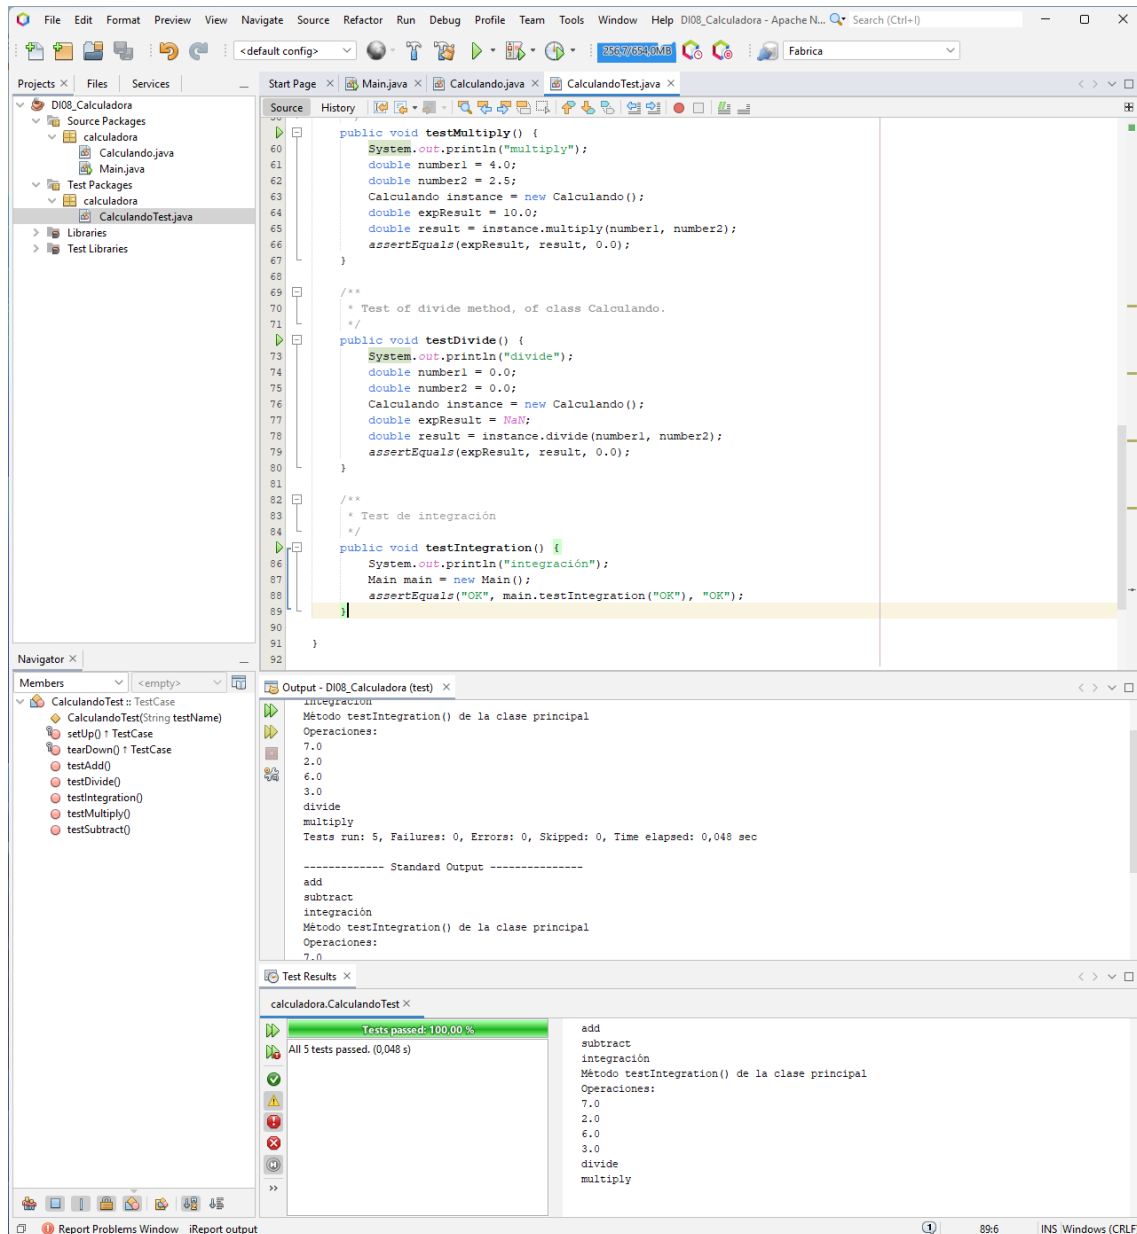 File Edit Format Preview View Navigate Source Refactor Run Debug Profile Team Tools Window Help DI08_Calculadora - Apache N... Search (Ctrl+I)
<default config> 256,7/654,0MB Fabrica
Projects Files Services
Start Page Main.java Calculando.java CalculandoTest.java
Source History
DI08_Calculadora
Source Packages
calculadora
Calculando.java
Main.java
Test Packages
calculadora
CalculandoTest.java
Libraries
Test Libraries
public void testMultiply() {
60 System.out.println("multiply");
61 double number1 = 4.0;
62 double number2 = 2.5;
63 Calculando instance = new Calculando();
64 double expResult = 10.0;
65 double result = instance.multiply(number1, number2);
66 assertEquals(expResult, result, 0.0);
67 }
68
69 /**
70 * Test of divide method, of class Calculando.
71 */
public void testDivide() {
73 System.out.println("divide");
74 double number1 = 0.0;
75 double number2 = 0.0;
76 Calculando instance = new Calculando();
77 double expResult = NaN;
78 double result = instance.divide(number1, number2);
79 assertEquals(expResult, result, 0.0);
80 }
81
82 /**
83 * Test de integración
84 */
public void testIntegration() {
86 System.out.println("integración");
87 Main main = new Main();
88 assertEquals("OK", main.testIntegration("OK"), "OK");
89 }
90
91 }
92
Navigator
Members <empty>
CalculandoTest :: TestCase
CalculandoTest(String testName)
setUp() ↑ TestCase
tearDown() ↑ TestCase
testAdd()
testDivide()
testIntegration()
testMultiply()
testSubtract()
Output - DI08_Calculadora (test)
integración
Método testIntegration() de la clase principal
Operaciones:
7.0
2.0
6.0
3.0
divide
multiply
Tests run: 5, Failures: 0, Errors: 0, Skipped: 0, Time elapsed: 0,048 sec
------------- Standard Output ---------------
add
subtract
integración
Método testIntegration() de la clase principal
Operaciones:
7.0
Test Results
calculadora.CalculandoTest
Tests passed: 100,00 %
All 5 tests passed. (0,048 s)
add
subtract
integración
Método testIntegration() de la clase principal
Operaciones:
7.0
2.0
6.0
3.0
divide
multiply
Report Problems Window iReport output 1 89:6 INS Windows (CRLF